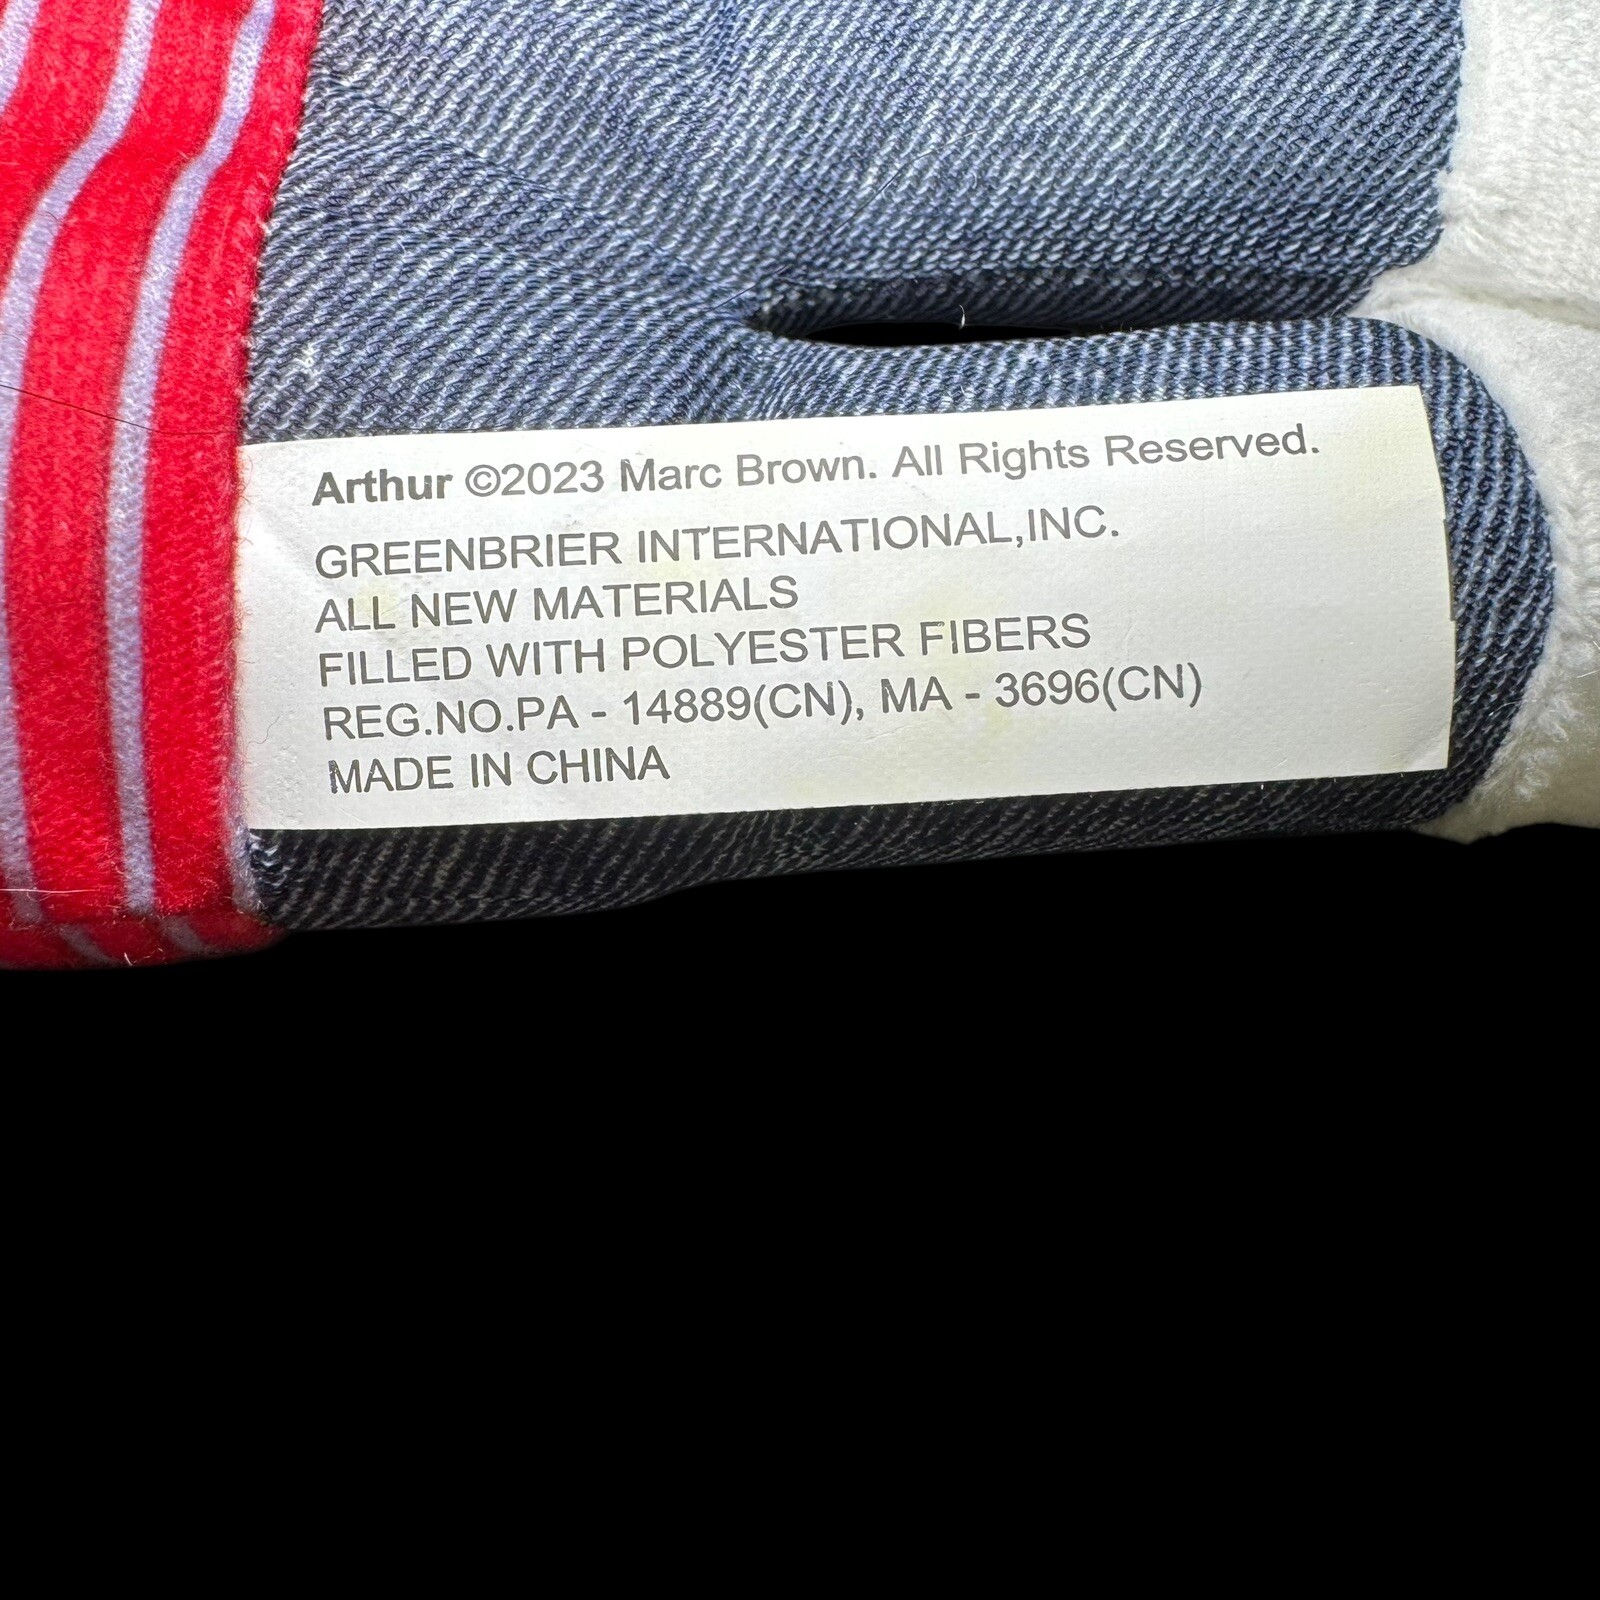 Arthur ©2023 Marc Brown. All Rights Reserved.
GREENBRIER INTERNATIONAL,INC.
ALL NEW MATERIALS
FILLED WITH POLYESTER FIBERS
REG.NO.PA - 14889(CN), MA - 3696(CN)
MADE IN CHINA